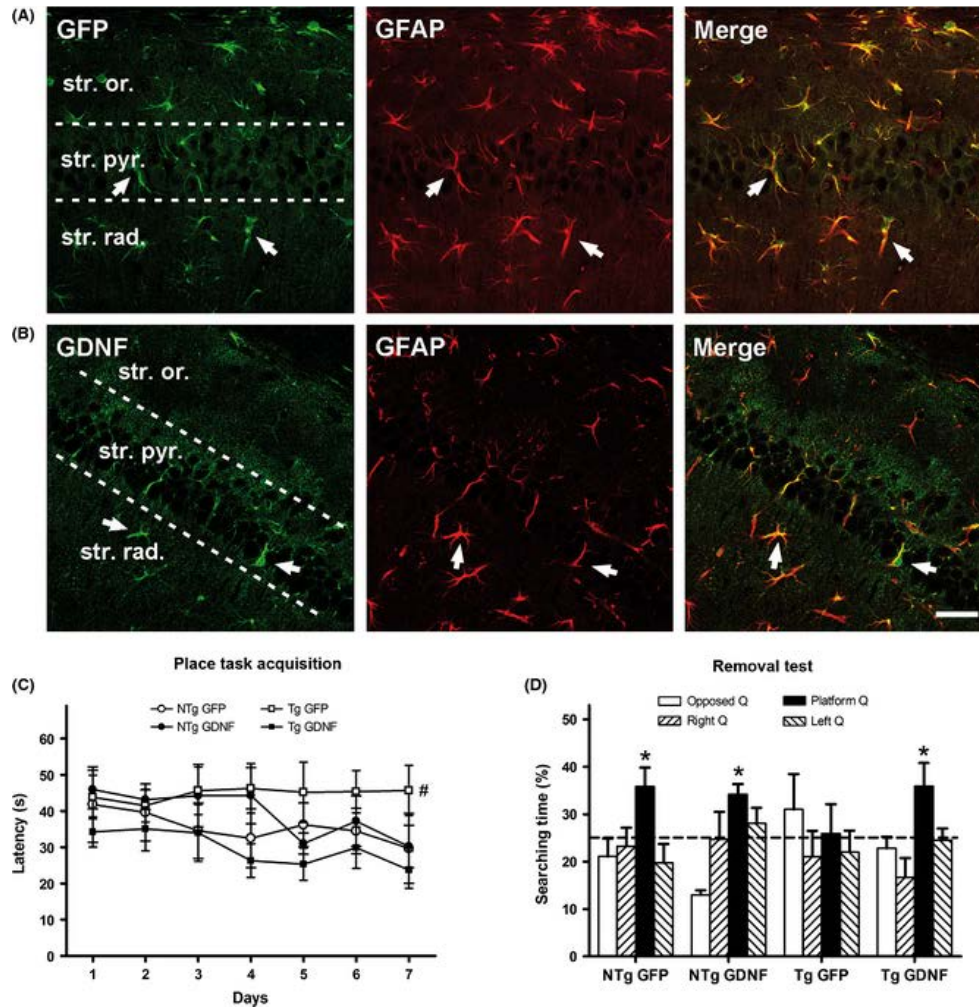 (A)
GFP
GFAP
Merge
str. or.
str. pyr.
str. rad.
(B)
GDNF
GFAP
Merge
str. or.
str. pyr.
str. rad.
Place task acquisition
(C)
NTg GFP
Tg GFP
NTg GDNF
Tg GDNF
60
50
40
30
20
10
0
Latency (s)
#
1 2 3 4 5 6 7
Days
Removal test
(D)
Opposed Q
Platform Q
Right Q
Left Q
50
40
30
20
10
0
Searching time (%)
* * *
NTg GFP NTg GDNF Tg GFP Tg GDNF